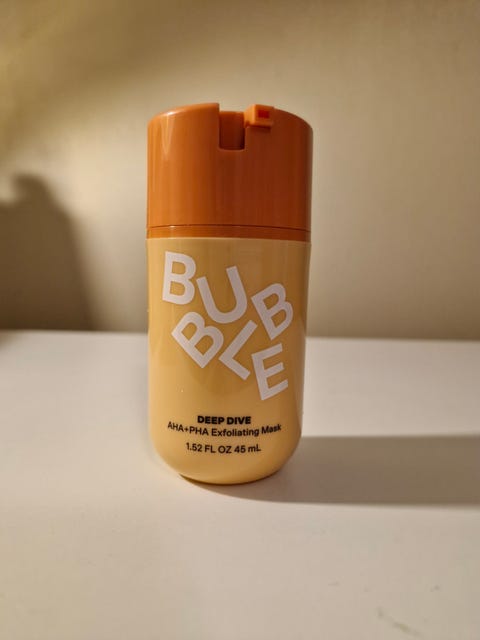 BUBBLE
DEEP DIVE
AHA+PHA Exfoliating Mask
1.52 FL OZ 45 mL